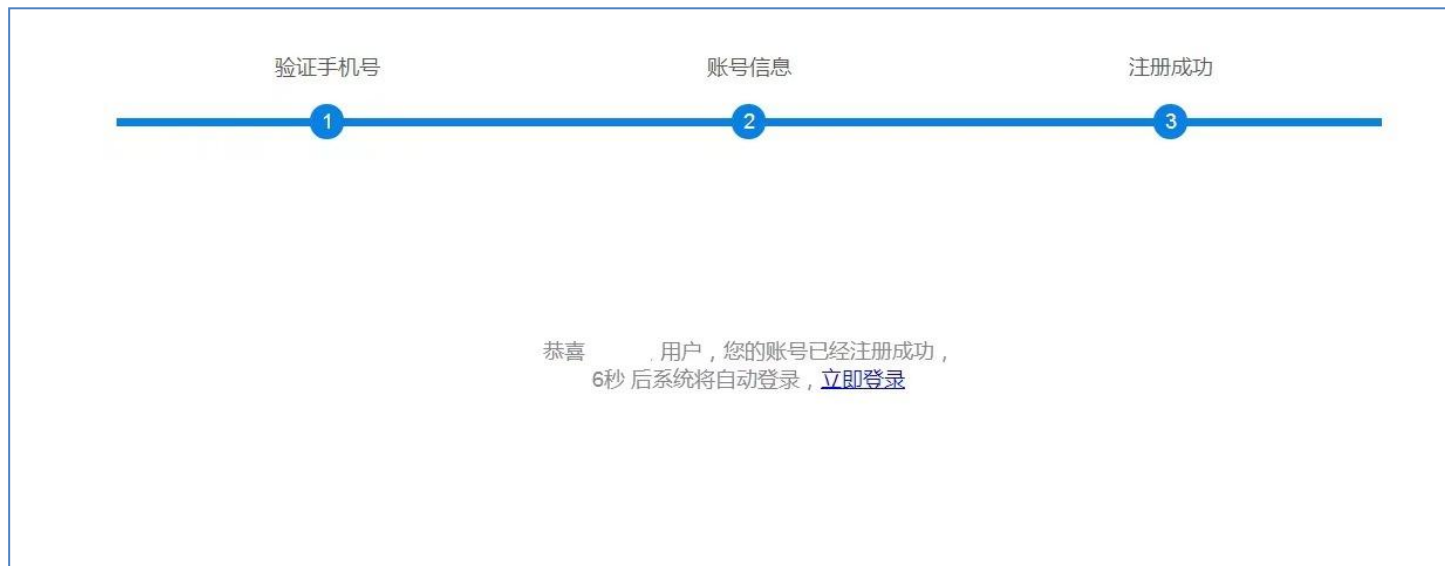 验证手机号 账号信息 注册成功
1 2 3
恭喜 用户，您的账号已经注册成功，
6秒 后系统将自动登录，立即登录